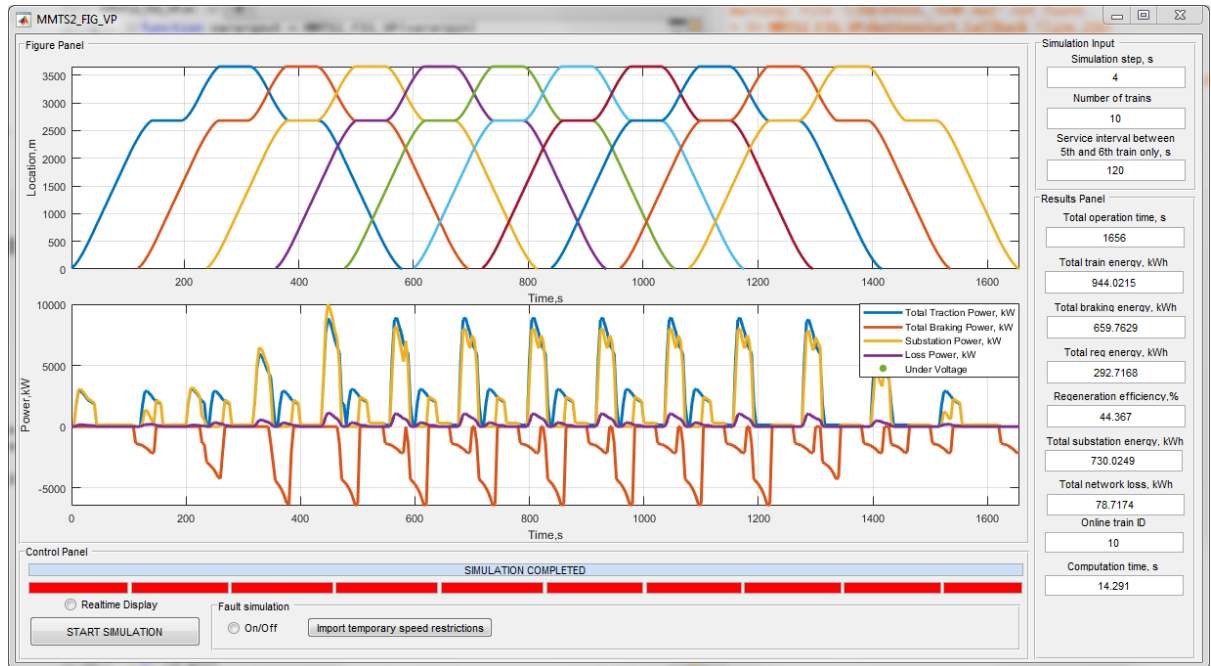 MMTS2_FIG_VP
Figure Panel
3500
3000
2500
2000
1500
1000
500
0
Location,m
200
400
600
800
1000
1200
1400
1600
Time,s
10000
5000
0
-5000
Power,kW
Total Traction Power, kW
Total Braking Power, kW
Substation Power, kW
Loss Power, kW
Under Voltage
0
200
400
600
800
1000
1200
1400
1600
Time,s
Control Panel
SIMULATION COMPLETED
Realtime Display
START SIMULATION
Fault simulation
On/Off
Import temporary speed restrictions
Simulation Input
Simulation step, s
4
Number of trains
10
Service interval between
5th and 6th train only, s
120
Results Panel
Total operation time, s
1656
Total train energy, kWh
944.0215
Total braking energy, kWh
659.7629
Total reg energy, kWh
292.7168
Regeneration efficiency,%
44.367
Total substation energy, kWh
730.0249
Total network loss, kWh
78.7174
Online train ID
10
Computation time, s
14.291